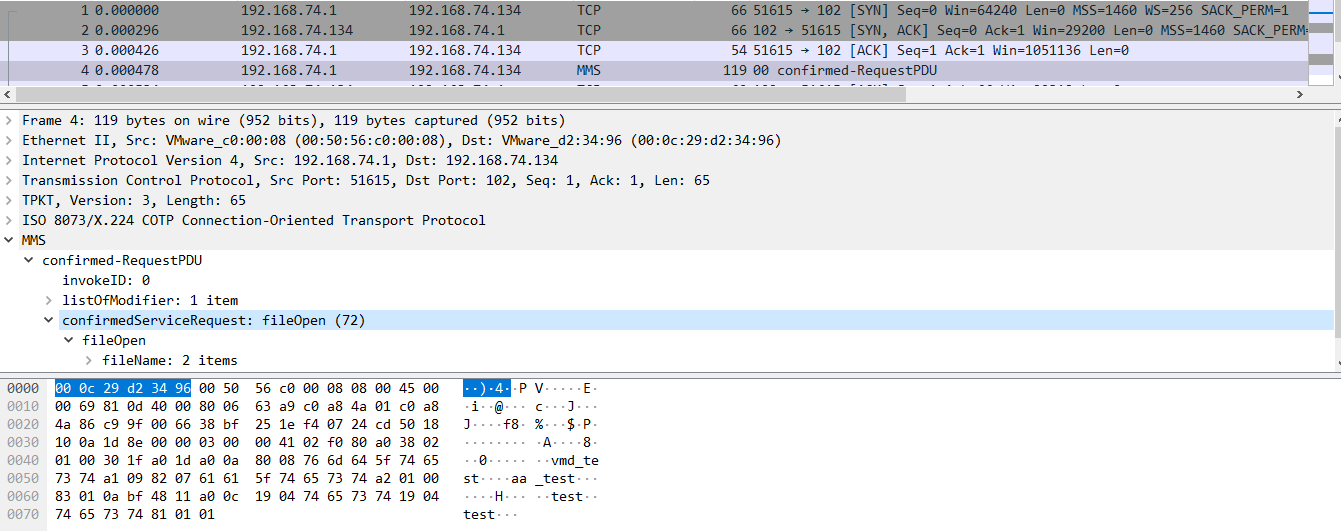 1 0.000000 192.168.74.1 192.168.74.134 TCP 66 51615 → 102 [SYN] Seq=0 Win=64240 Len=0 MSS=1460 WS=256 SACK_PERM=1
2 0.000296 192.168.74.134 192.168.74.1 TCP 66 102 → 51615 [SYN, ACK] Seq=0 Ack=1 Win=29200 Len=0 MSS=1460 SACK_PERM=
3 0.000426 192.168.74.1 192.168.74.134 TCP 54 51615 → 102 [ACK] Seq=1 Ack=1 Win=1051136 Len=0
4 0.000478 192.168.74.1 192.168.74.134 MMS 119 00 confirmed-RequestPDU
Frame 4: 119 bytes on wire (952 bits), 119 bytes captured (952 bits)
Ethernet II, Src: VMware_c0:00:08 (00:50:56:c0:00:08), Dst: VMware_d2:34:96 (00:0c:29:d2:34:96)
Internet Protocol Version 4, Src: 192.168.74.1, Dst: 192.168.74.134
Transmission Control Protocol, Src Port: 51615, Dst Port: 102, Seq: 1, Ack: 1, Len: 65
TPKT, Version: 3, Length: 65
ISO 8073/X.224 COTP Connection-Oriented Transport Protocol
MMS
confirmed-RequestPDU
invokeID: 0
listOfModifier: 1 item
confirmedServiceRequest: fileOpen (72)
fileOpen
fileName: 2 items
0000 00 0c 29 d2 34 96 00 50 56 c0 00 08 08 00 45 00 ··)·4··P V·····E·
0010 00 69 81 0d 40 00 80 06 63 a9 c0 a8 4a 01 c0 a8 ·i··@··· c···J···
0020 4a 86 c9 9f 00 66 38 bf 25 1e f4 07 24 cd 50 18 J····f8· %···$·P·
0030 10 0a 1d 8e 00 00 03 00 00 41 02 f0 80 a0 38 02 ········ ·A····8·
0040 01 00 30 1f a0 1d a0 0a 80 08 76 6d 64 5f 74 65 ··0····· ··vmd_te
0050 73 74 a1 09 82 07 61 61 5f 74 65 73 74 a2 01 00 st····aa _test···
0060 83 01 0a bf 48 11 a0 0c 19 04 74 65 73 74 19 04 ····H··· ··test··
0070 74 65 73 74 81 01 01 test···